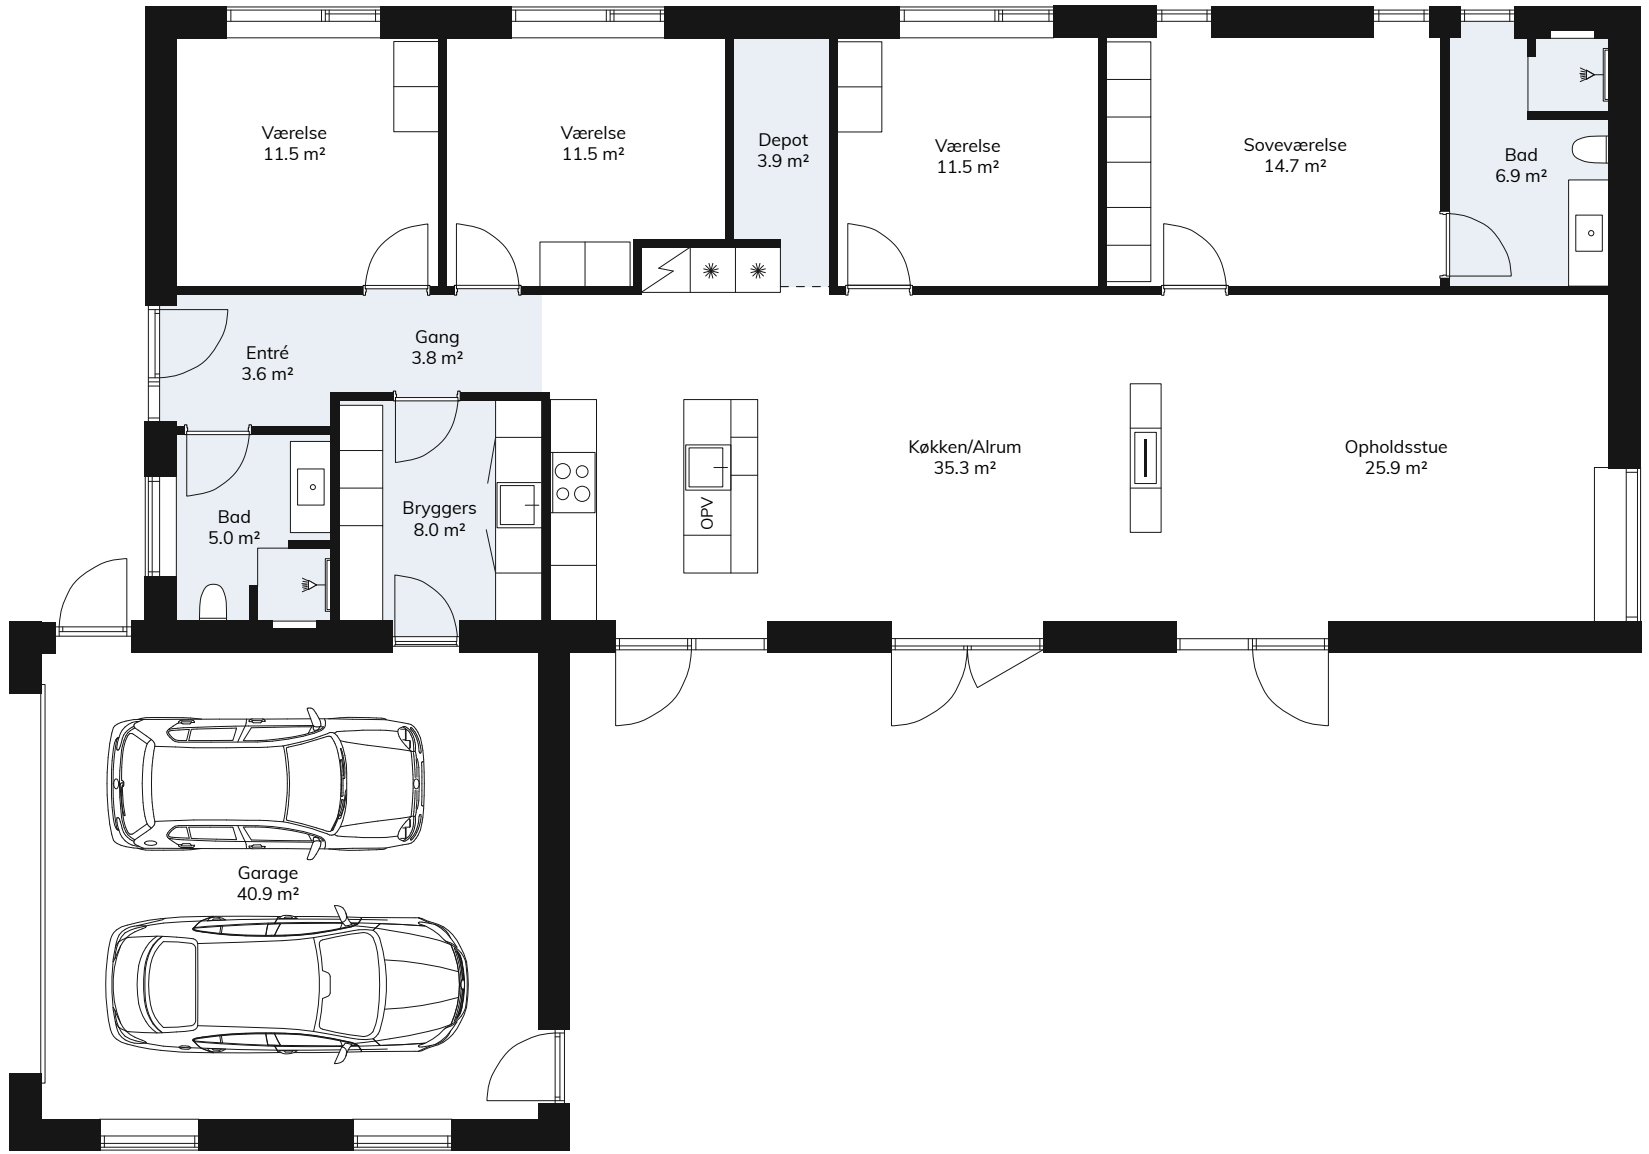 Værelse
11.5 m²
Værelse
11.5 m²
Depot
3.9 m²
Værelse
11.5 m²
Soveværelse
14.7 m²
Bad
6.9 m²
Entré
3.6 m²
Gang
3.8 m²
Bad
5.0 m²
Bryggers
8.0 m²
OPV
Køkken/Alrum
35.3 m²
Opholdsstue
25.9 m²
Garage
40.9 m²